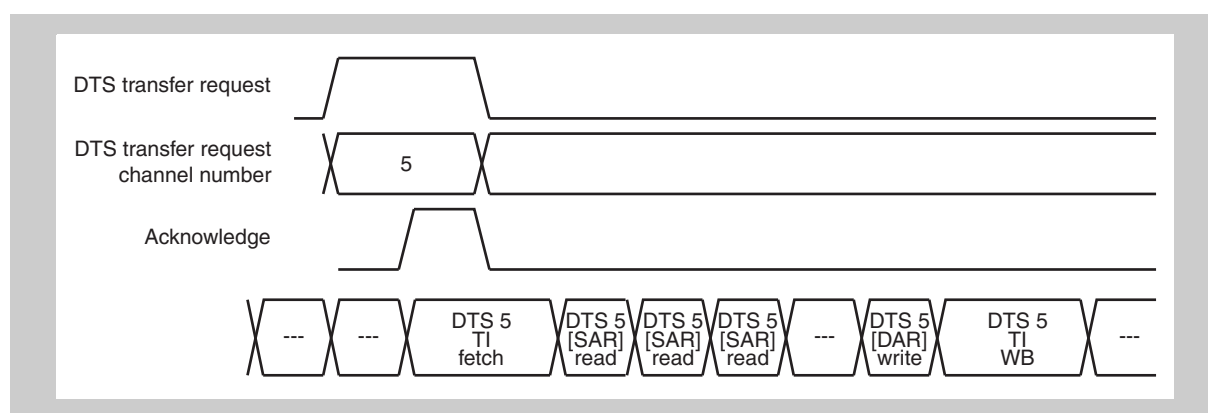 DTS transfer request
DTS transfer request
channel number
5
Acknowledge
---
---
DTS 5
TI
fetch
DTS 5
[SAR]
read
DTS 5
[SAR]
read
DTS 5
[SAR]
read
---
DTS 5
[DAR]
write
DTS 5
TI
WB
---